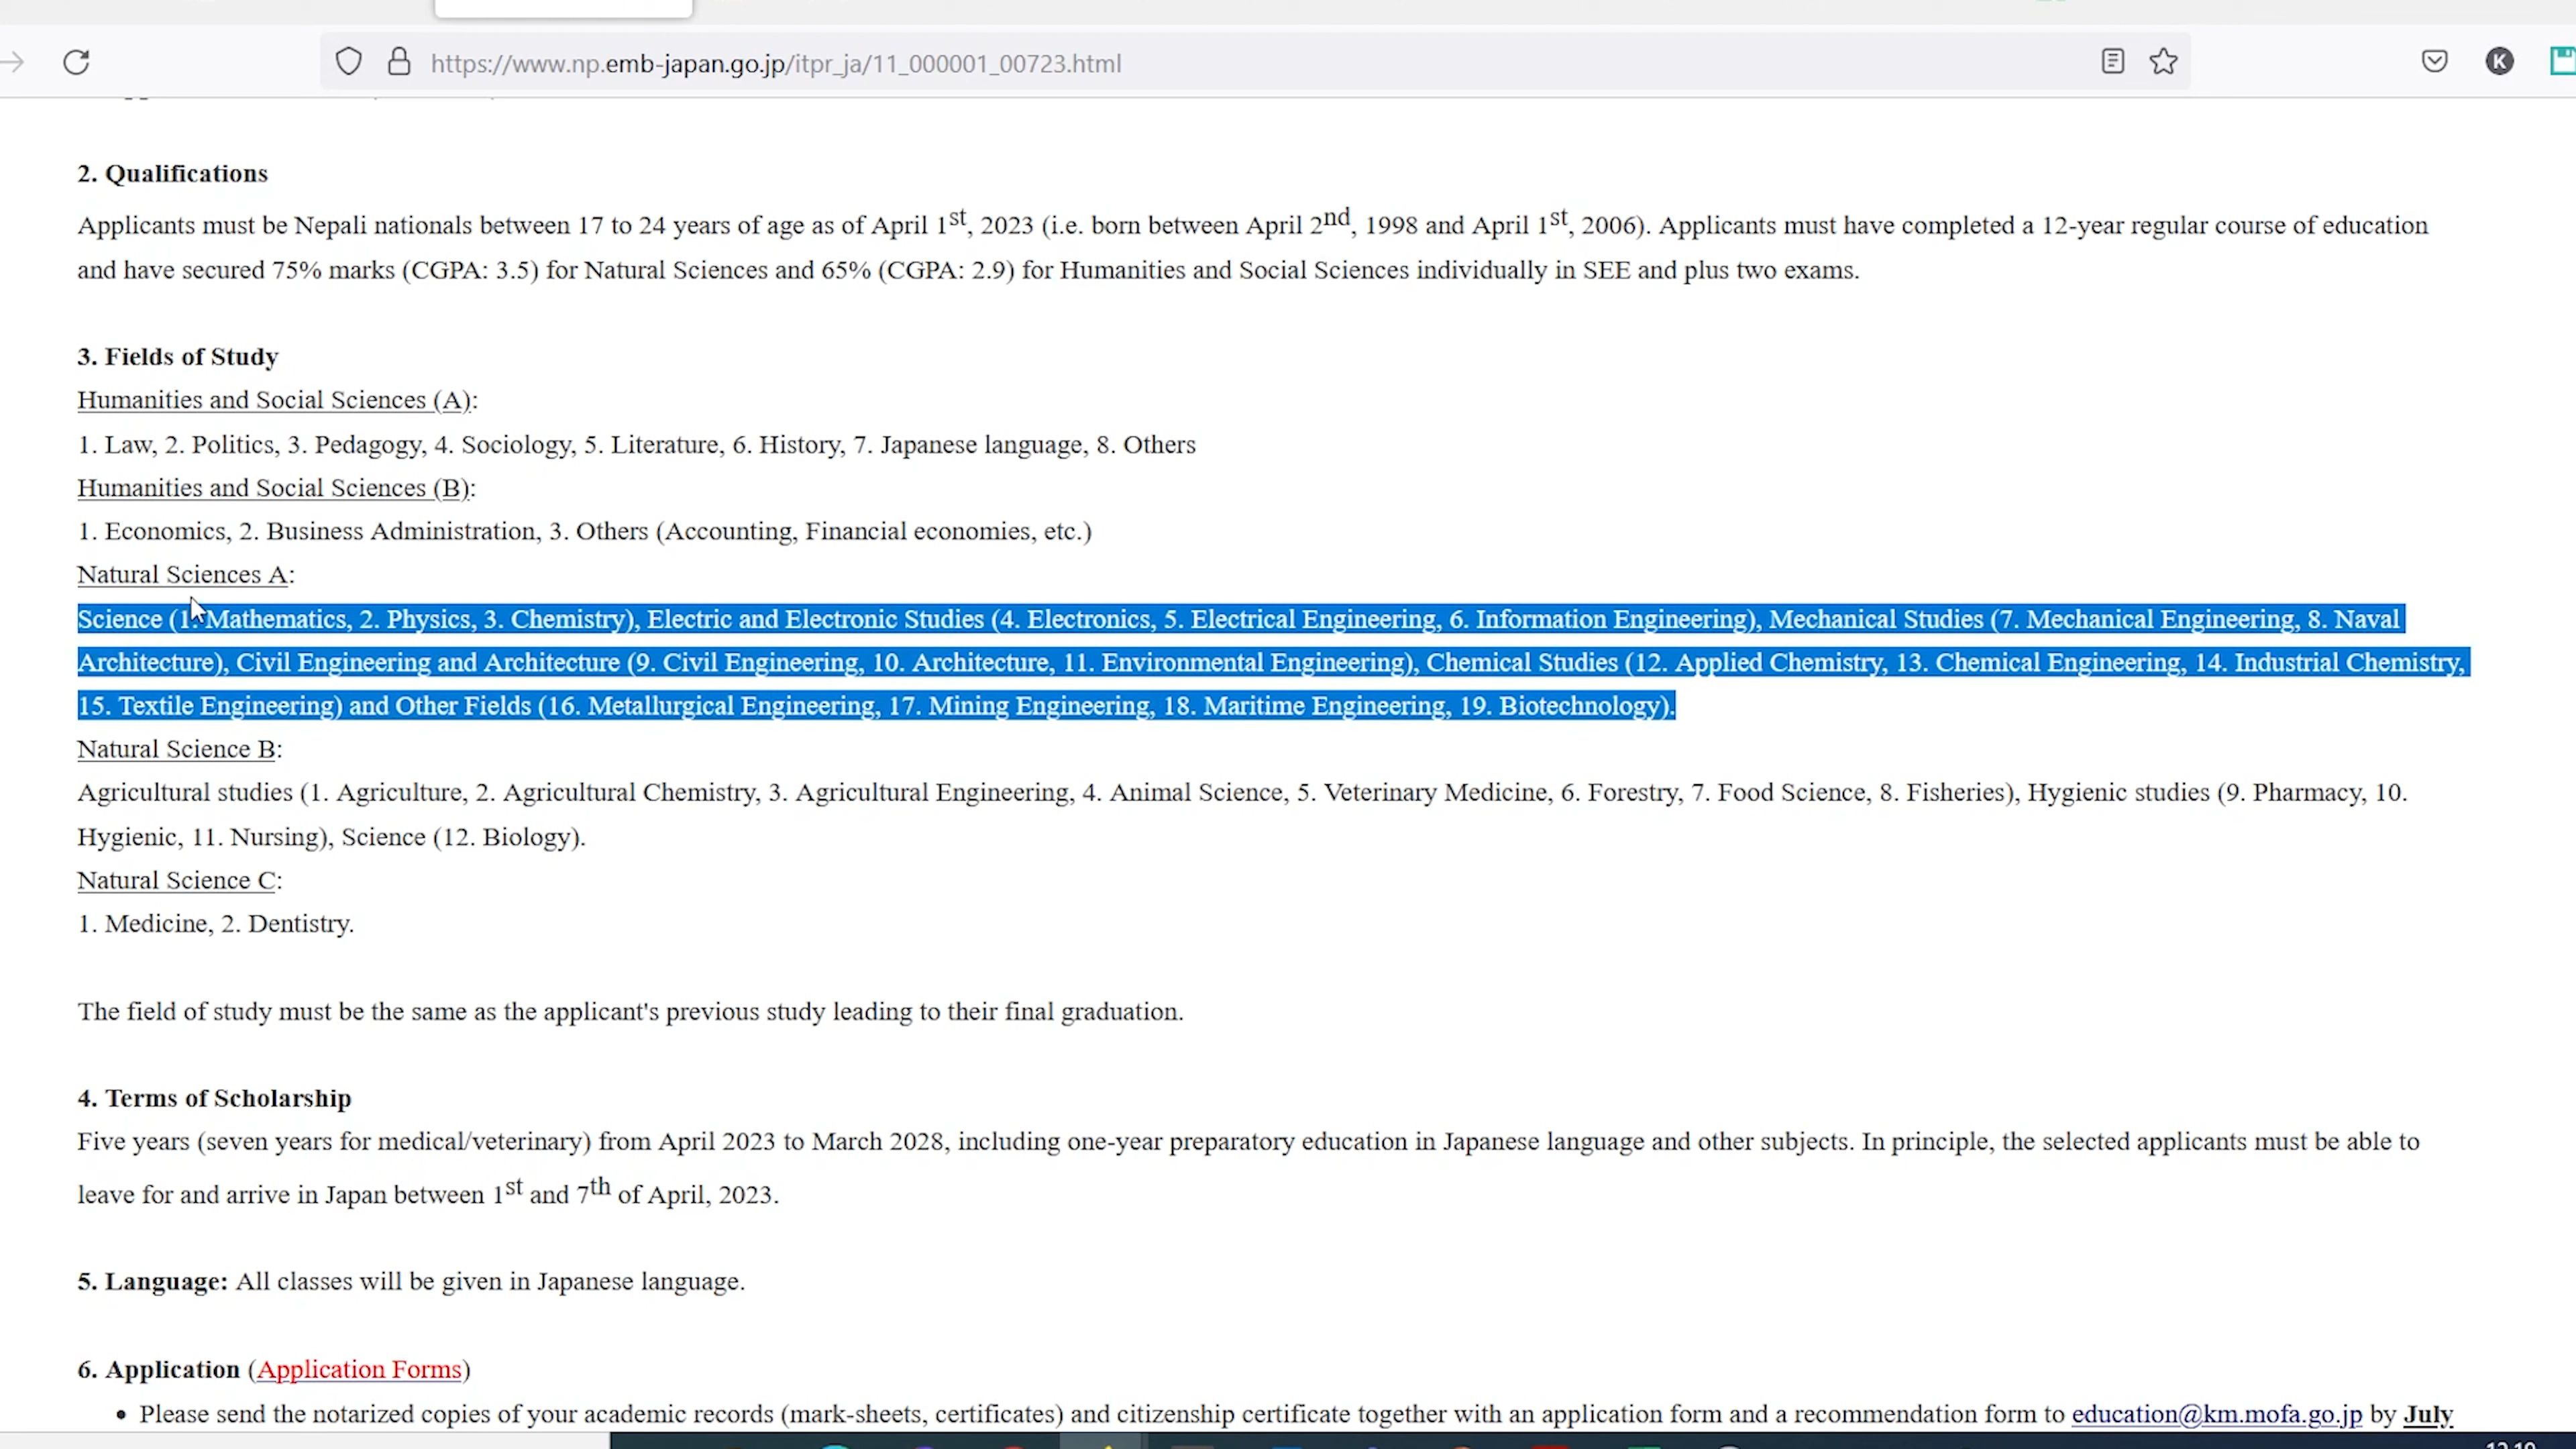 https://www.np.emb-japan.go.jp/itpr_ja/11_000001_00723.html
K
2. Qualifications
Applicants must be Nepali nationals between 17 to 24 years of age as of April 1st, 2023 (i.e. born between April 2nd, 1998 and April 1st, 2006). Applicants must have completed a 12-year regular course of education
and have secured 75% marks (CGPA: 3.5) for Natural Sciences and 65% (CGPA: 2.9) for Humanities and Social Sciences individually in SEE and plus two exams.
3. Fields of Study
Humanities and Social Sciences (A):
1. Law, 2. Politics, 3. Pedagogy, 4. Sociology, 5. Literature, 6. History, 7. Japanese language, 8. Others
Humanities and Social Sciences (B):
1. Economics, 2. Business Administration, 3. Others (Accounting, Financial economies, etc.)
Natural Sciences A:
Science (1. Mathematics, 2. Physics, 3. Chemistry), Electric and Electronic Studies (4. Electronics, 5. Electrical Engineering, 6. Information Engineering), Mechanical Studies (7. Mechanical Engineering, 8. Naval
Architecture), Civil Engineering and Architecture (9. Civil Engineering, 10. Architecture, 11. Environmental Engineering), Chemical Studies (12. Applied Chemistry, 13. Chemical Engineering, 14. Industrial Chemistry,
15. Textile Engineering) and Other Fields (16. Metallurgical Engineering, 17. Mining Engineering, 18. Maritime Engineering, 19. Biotechnology).
Natural Science B:
Agricultural studies (1. Agriculture, 2. Agricultural Chemistry, 3. Agricultural Engineering, 4. Animal Science, 5. Veterinary Medicine, 6. Forestry, 7. Food Science, 8. Fisheries), Hygienic studies (9. Pharmacy, 10.
Hygienic, 11. Nursing), Science (12. Biology).
Natural Science C:
1. Medicine, 2. Dentistry.
The field of study must be the same as the applicant's previous study leading to their final graduation.
4. Terms of Scholarship
Five years (seven years for medical/veterinary) from April 2023 to March 2028, including one-year preparatory education in Japanese language and other subjects. In principle, the selected applicants must be able to
leave for and arrive in Japan between 1st and 7th of April, 2023.
5. Language: All classes will be given in Japanese language.
6. Application (Application Forms)
• Please send the notarized copies of your academic records (mark-sheets, certificates) and citizenship certificate together with an application form and a recommendation form to education@km.mofa.go.jp by July